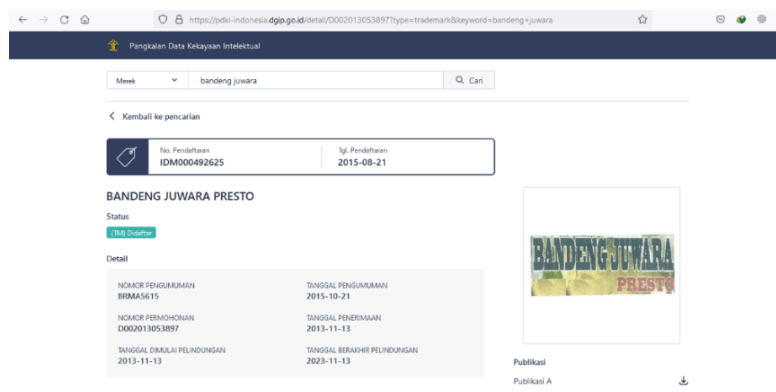 https://pdki-indonesia.dgip.go.id/detail/D002013053897?type=trademark&keyword=bandeng+juwara
Pangkalan Data Kekayaan Intelektual
Merek bandeng juwara Cari
Kembali ke pencarian
No. Pendaftaran Tgl. Pendaftaran
IDM000492625 2015-08-21
BANDENG JUWARA PRESTO
Status
(TM) Didaftar
Detail
NOMOR PENGUMUMAN TANGGAL PENGUMUMAN
BRMA5615 2015-10-21
NOMOR PERMOHONAN TANGGAL PENERIMAAN
D002013053897 2013-11-13
TANGGAL DIMULAI PELINDUNGAN TANGGAL BERAKHIR PELINDUNGAN
2013-11-13 2023-11-13
BANDENG JUWARA
PRESTO
Publikasi
Publikasi A